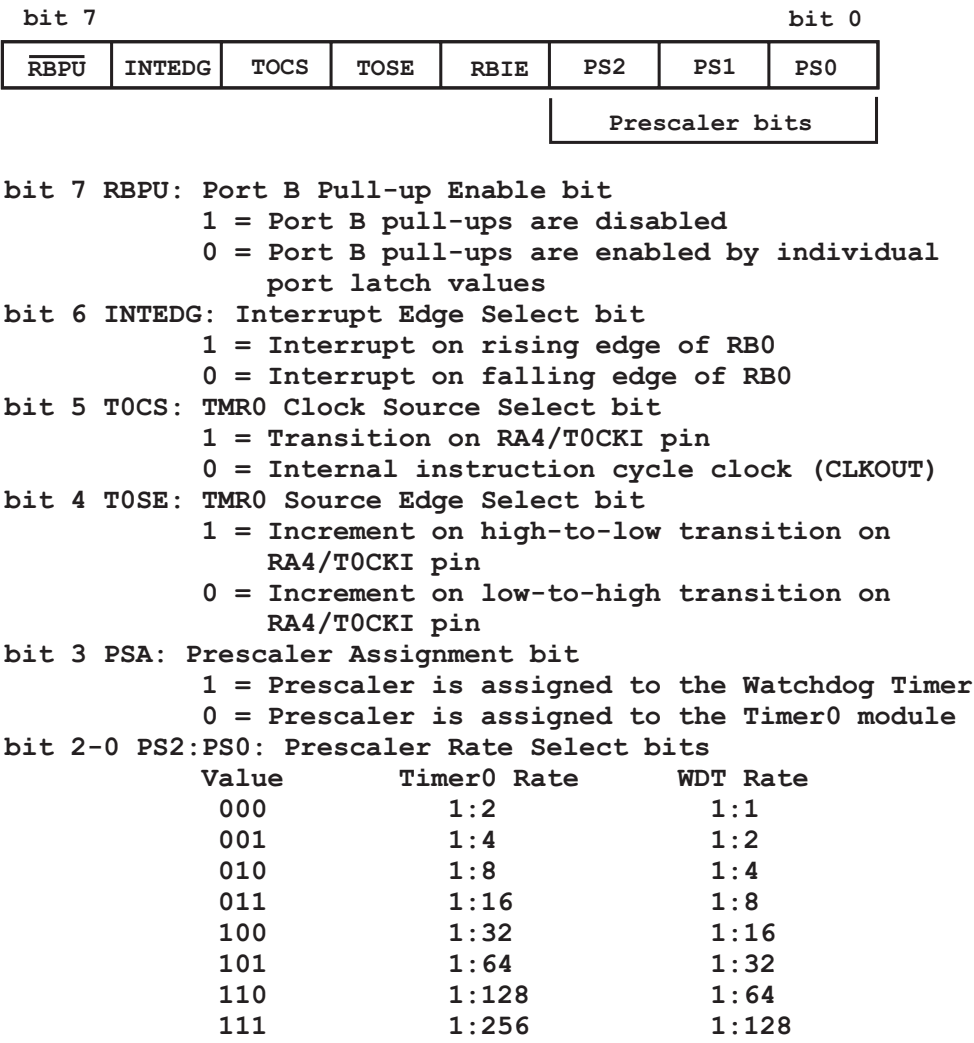 bit 7 bit 0
RBPU INTEDG TOCS TOSE RBIE PS2 PS1 PS0
Prescaler bits
bit 7 RBPU: Port B Pull-up Enable bit
1 = Port B pull-ups are disabled
0 = Port B pull-ups are enabled by individual
port latch values
bit 6 INTEDG: Interrupt Edge Select bit
1 = Interrupt on rising edge of RB0
0 = Interrupt on falling edge of RB0
bit 5 T0CS: TMR0 Clock Source Select bit
1 = Transition on RA4/T0CKI pin
0 = Internal instruction cycle clock (CLKOUT)
bit 4 T0SE: TMR0 Source Edge Select bit
1 = Increment on high-to-low transition on
RA4/T0CKI pin
0 = Increment on low-to-high transition on
RA4/T0CKI pin
bit 3 PSA: Prescaler Assignment bit
1 = Prescaler is assigned to the Watchdog Timer
0 = Prescaler is assigned to the Timer0 module
bit 2-0 PS2:PS0: Prescaler Rate Select bits
Value Timer0 Rate WDT Rate
000 1:2 1:1
001 1:4 1:2
010 1:8 1:4
011 1:16 1:8
100 1:32 1:16
101 1:64 1:32
110 1:128 1:64
111 1:256 1:128